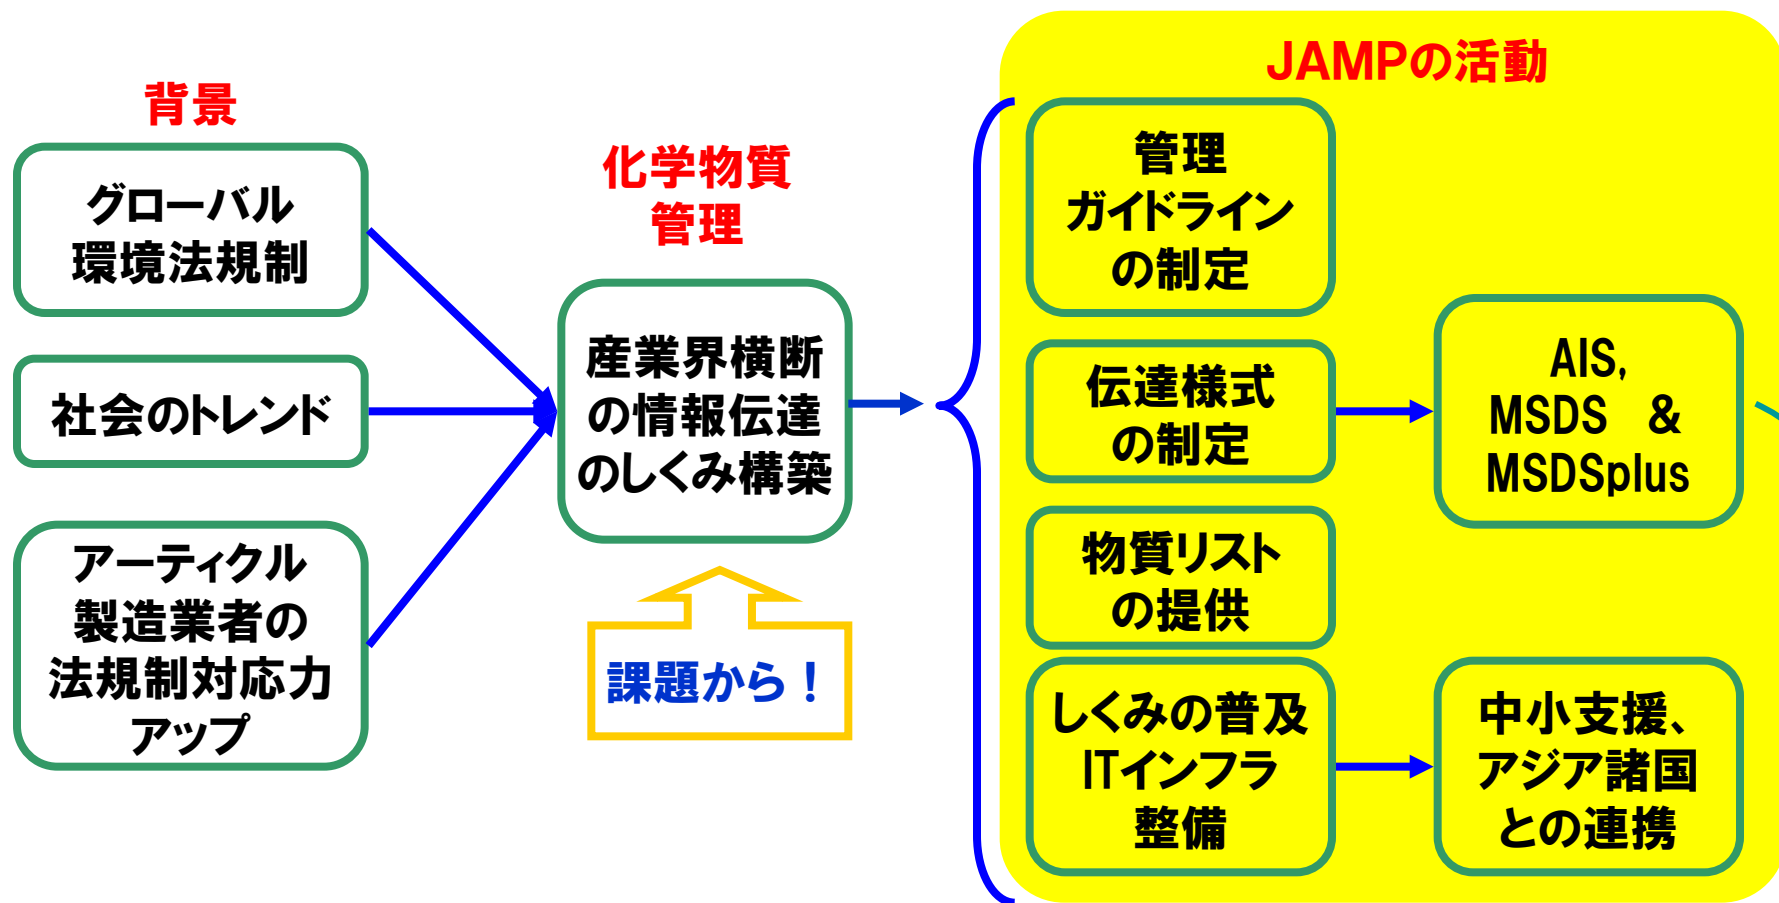 背景
グローバル
環境法規制
社会のトレンド
アーティクル
製造業者の
法規制対応力
アップ
化学物質
管理
産業界横断
の情報伝達
のしくみ構築
課題から！
JAMPの活動
管理
ガイドライン
の制定
伝達様式
の制定
物質リスト
の提供
しくみの普及
ITインフラ
整備
AIS,
MSDS　&
MSDSplus
中小支援、
アジア諸国
との連携